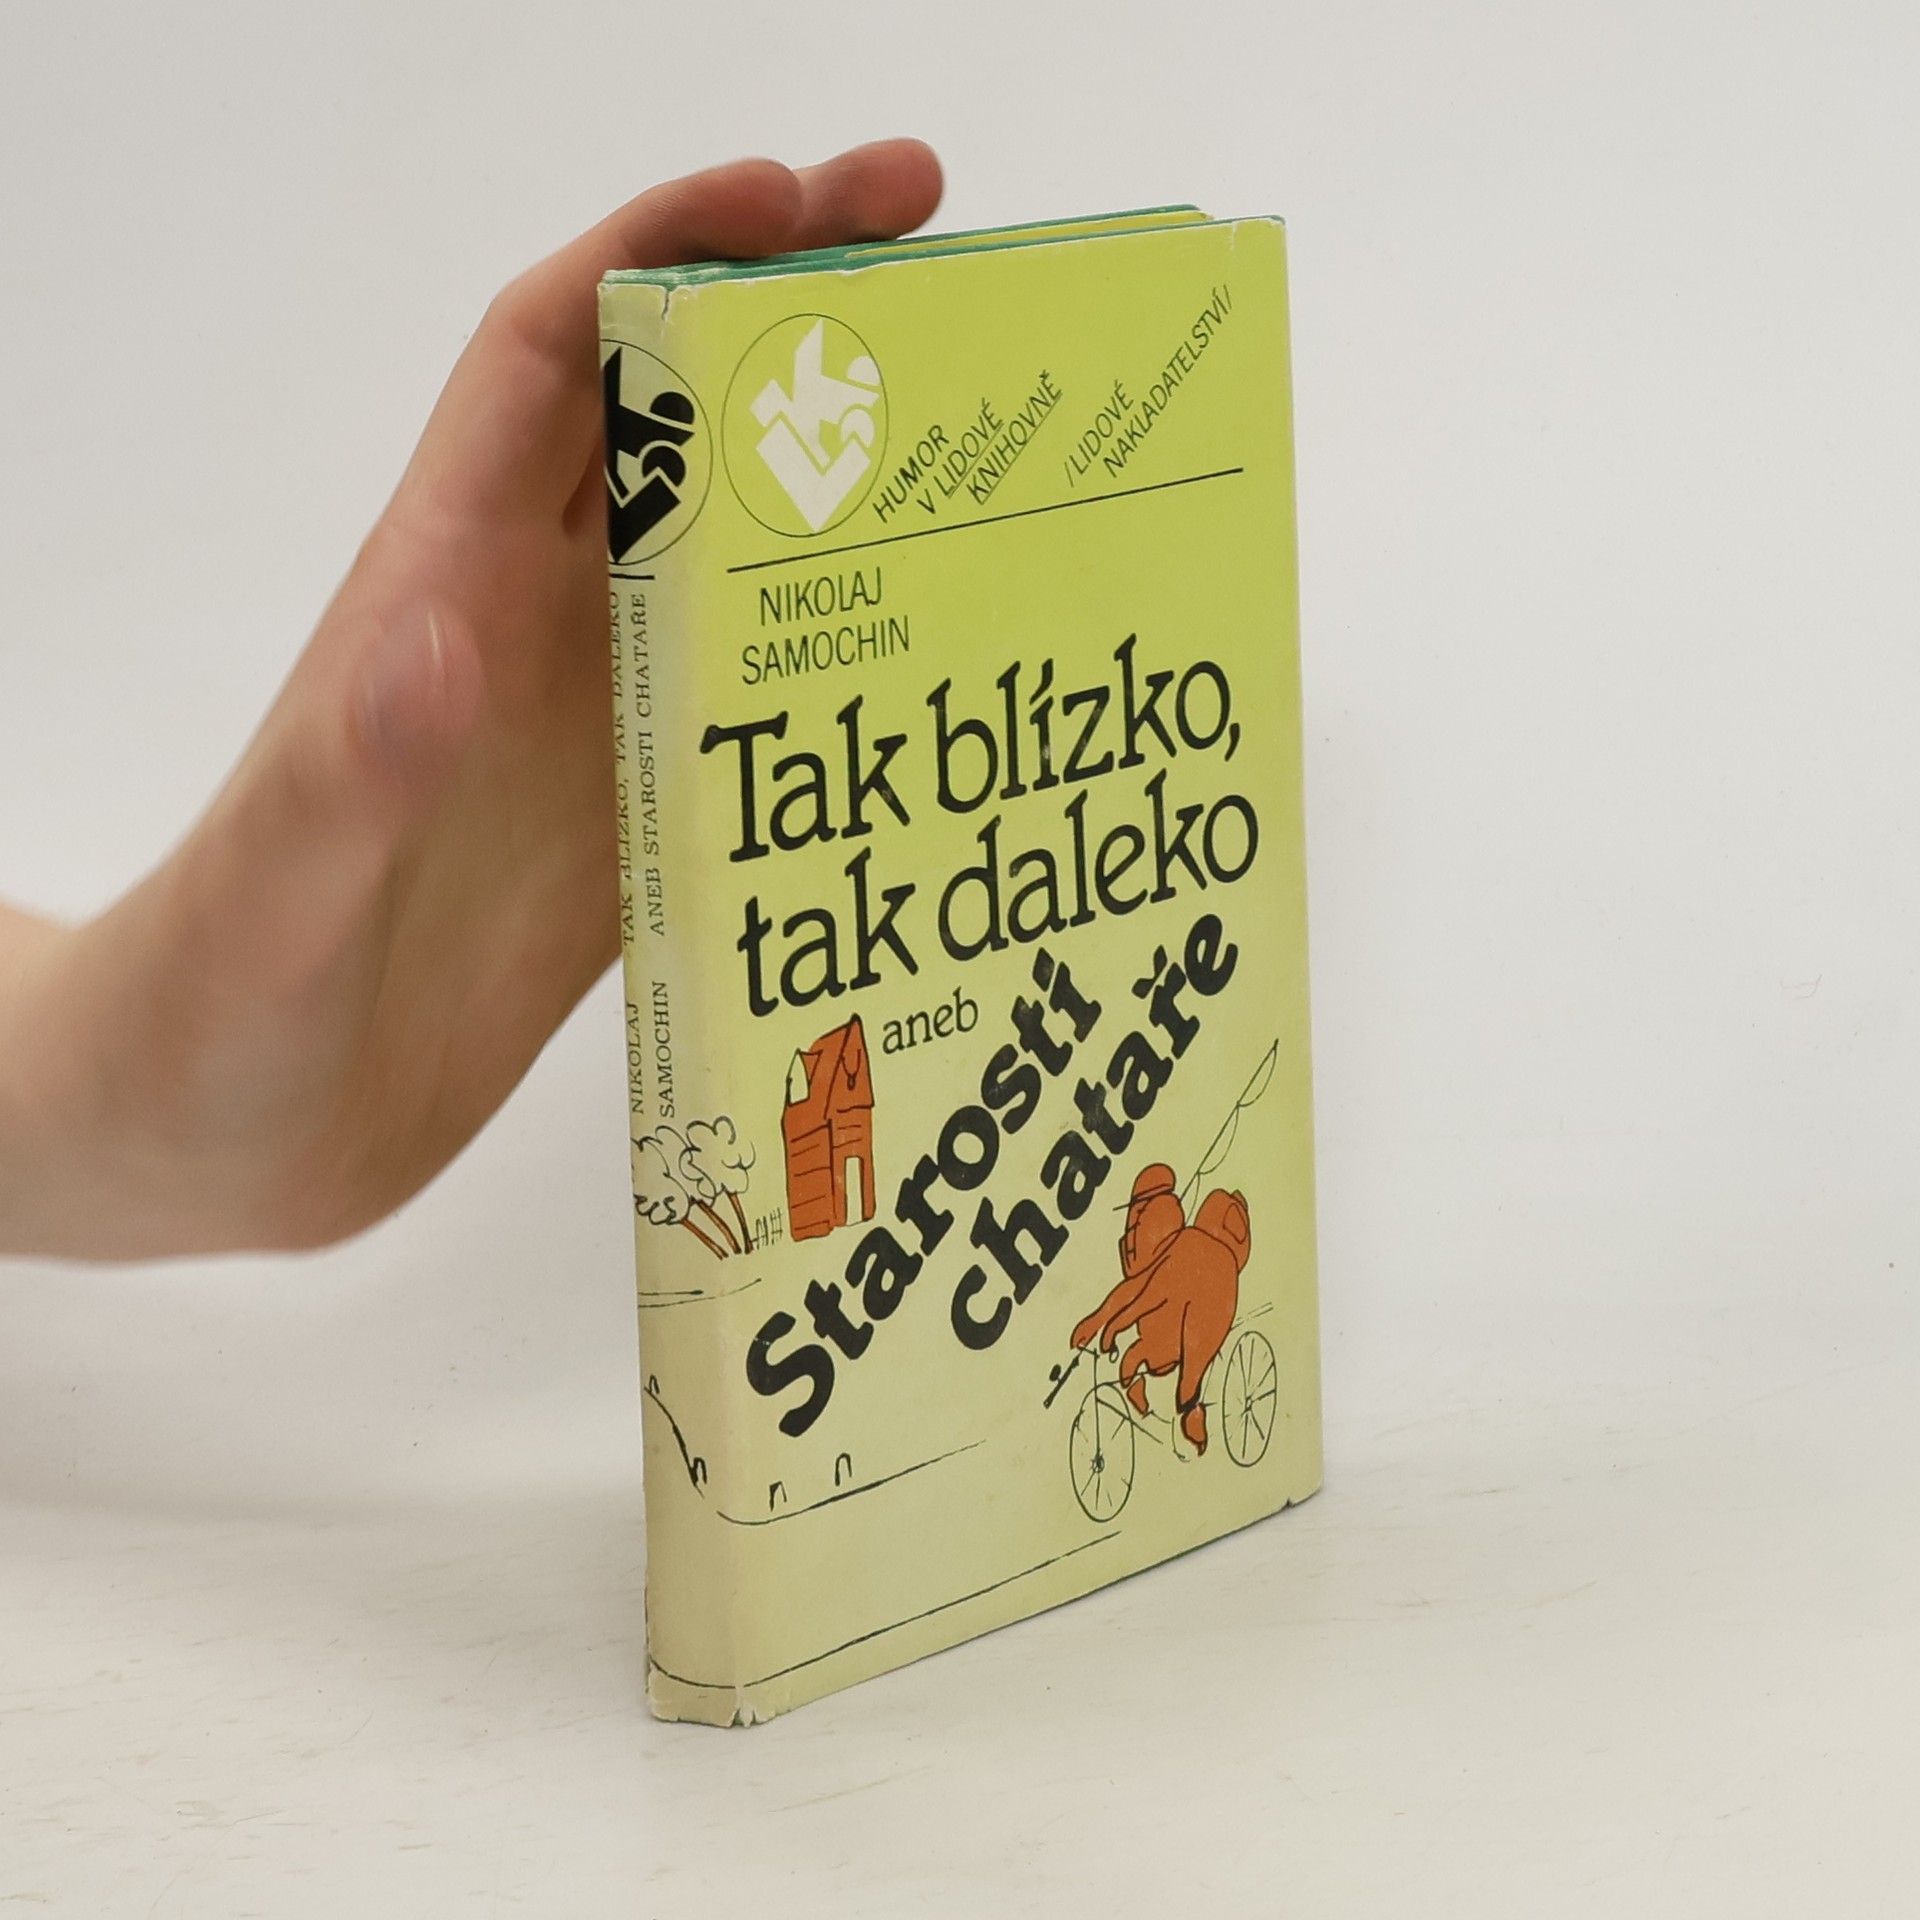 HUMOR
V LIDOVÉ
KNIHOVNĚ
/LIDOVÉ
NAKLADATELSTVÍ/
NIKOLAJ
SAMOCHIN
Tak blízko,
tak daleko
aneb
Starosti
chataře
NIKOLAJ
SAMOCHIN
TAK BLÍZKO, TAK DALEKO
ANEB STAROSTI CHATAŘE